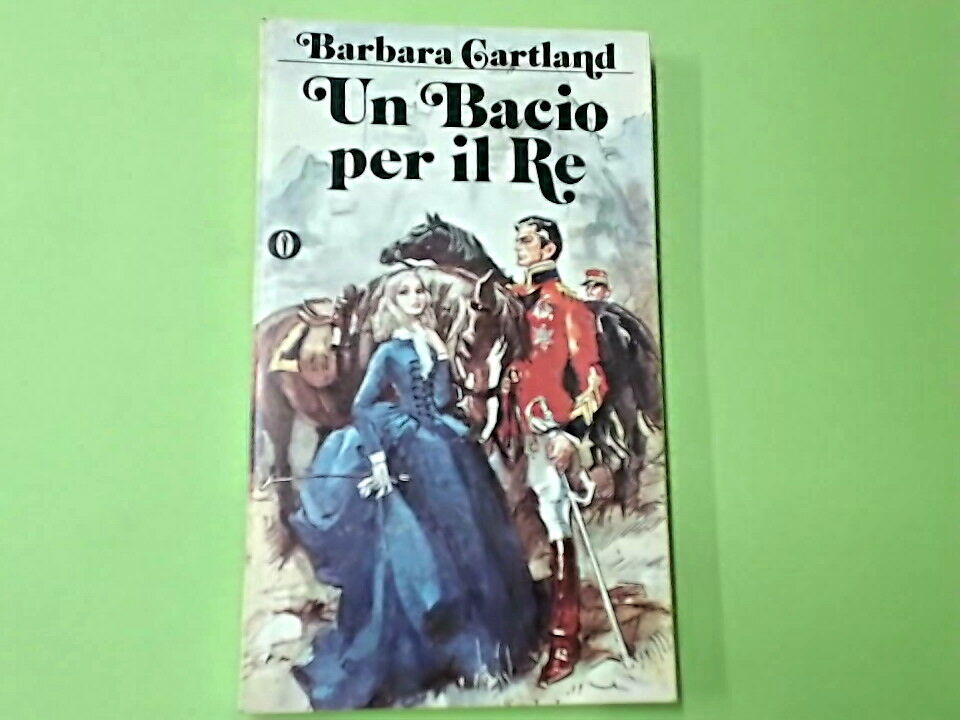 Barbara Cartland
Un Bacio
per il Re